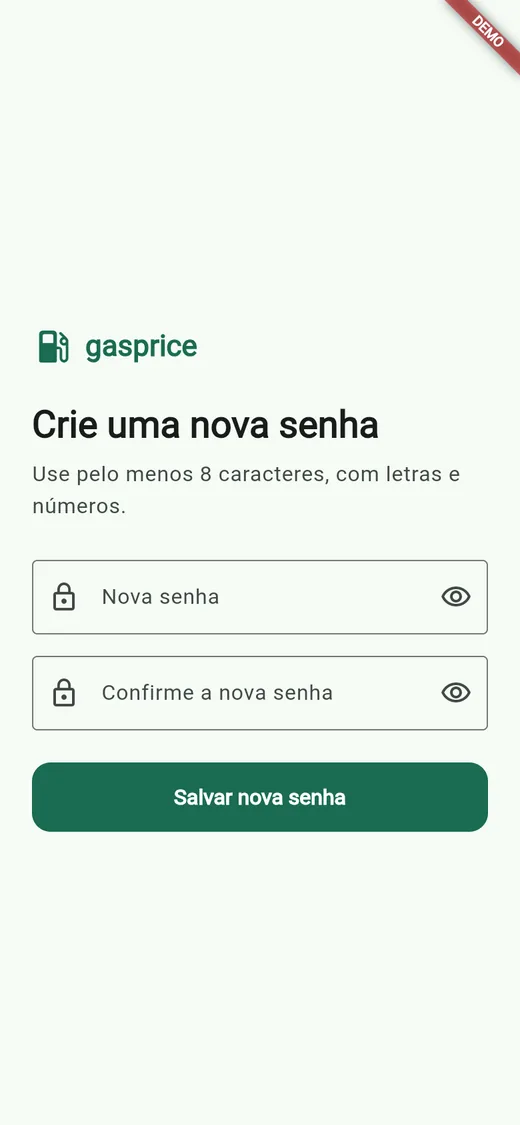 DEMO
gasprice
Crie uma nova senha
Use pelo menos 8 caracteres, com letras e
números.
Nova senha
Confirme a nova senha
Salvar nova senha